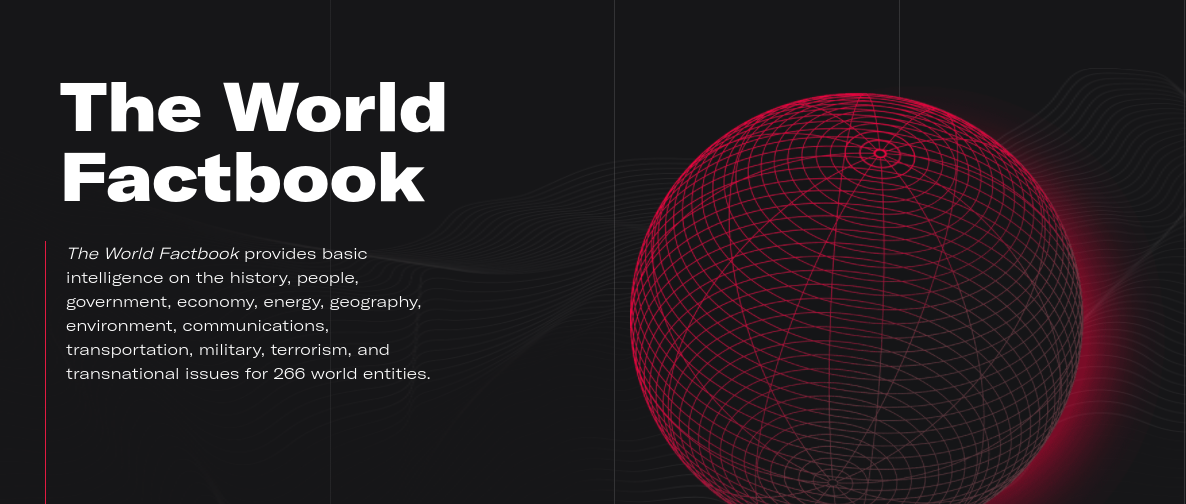 The World
Factbook
The World Factbook provides basic
intelligence on the history, people,
government, economy, energy, geography,
environment, communications,
transportation, military, terrorism, and
transnational issues for 266 world entities.